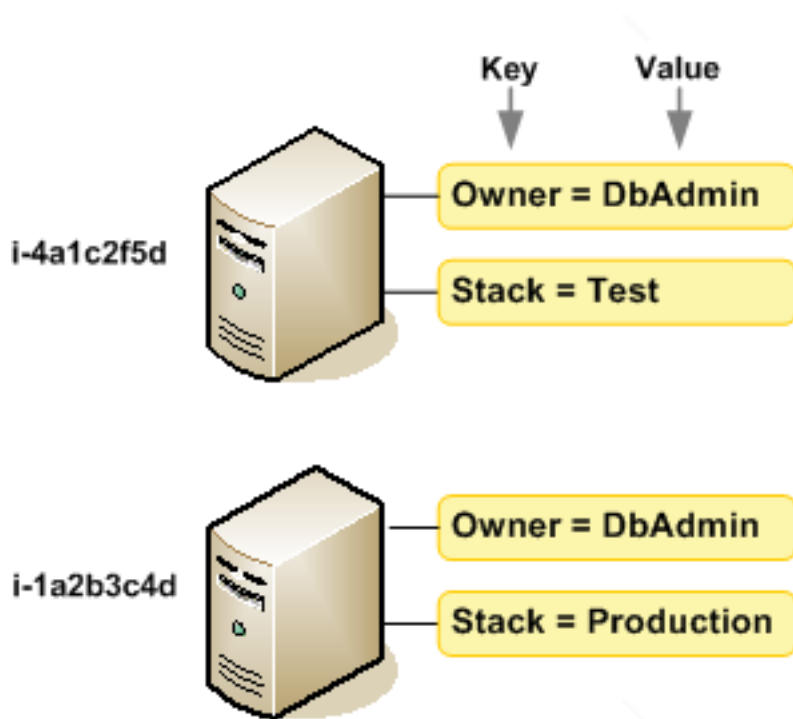 Key Value
Owner = DbAdmin
i-4a1c2f5d
Stack = Test
Owner = DbAdmin
i-1a2b3c4d
Stack = Production